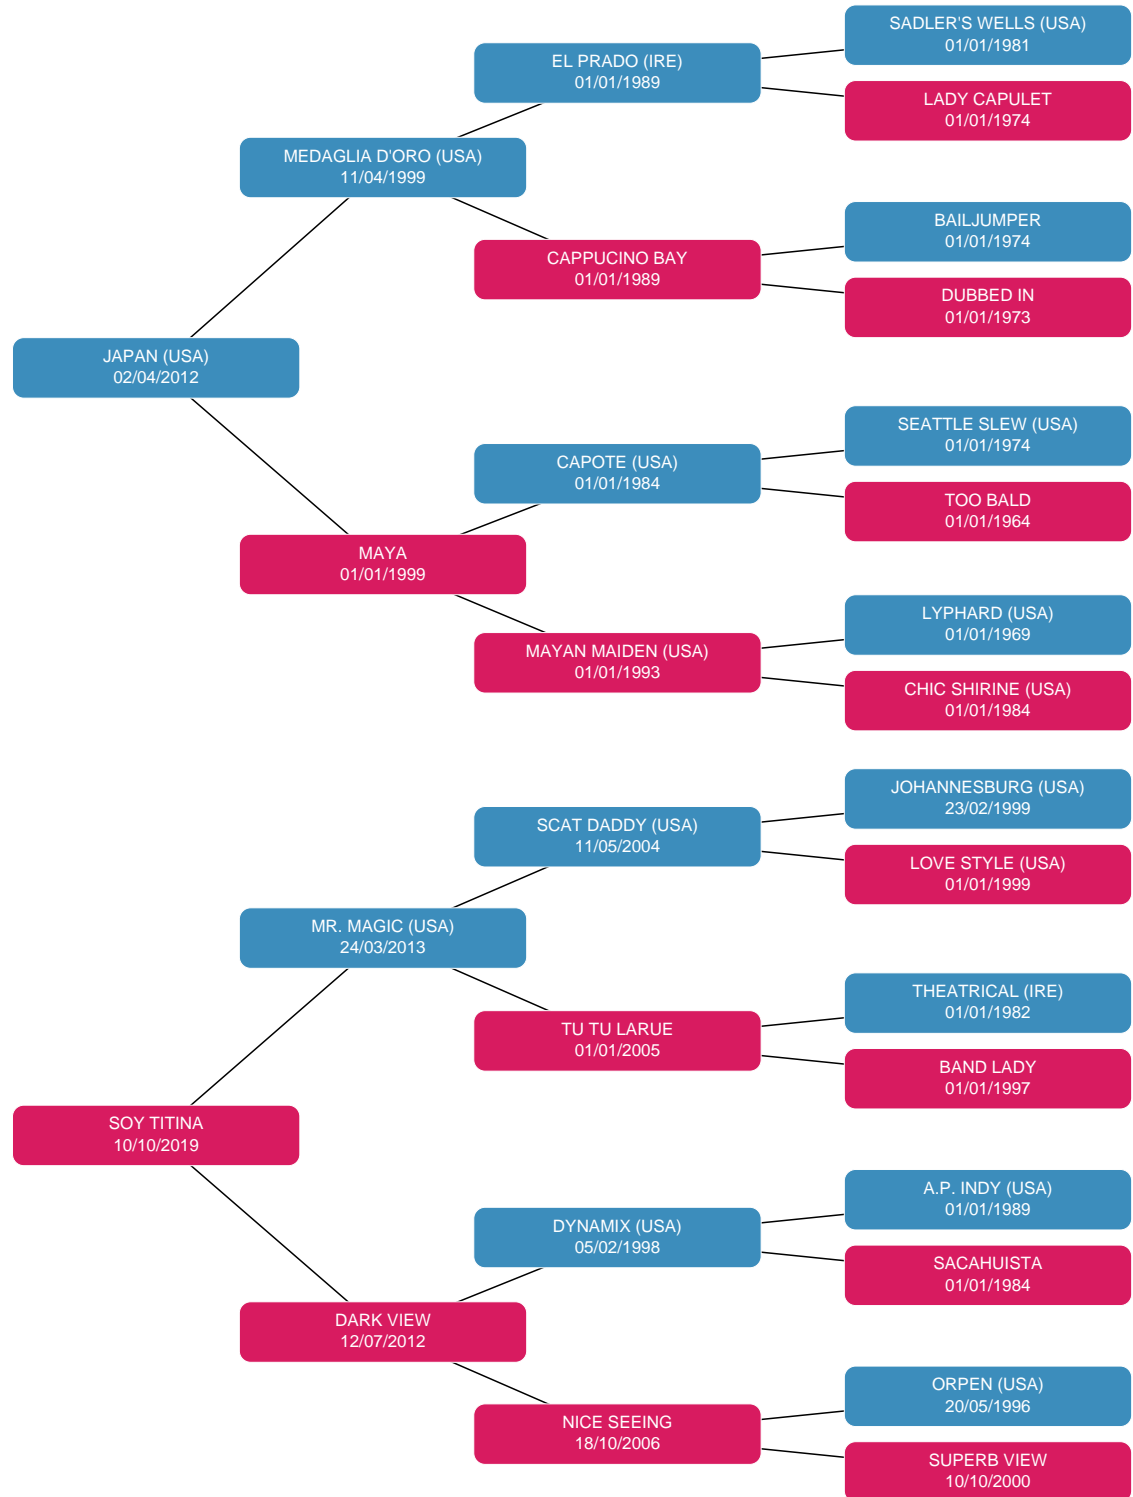 SADLER'S WELLS (USA)
01/01/1981
EL PRADO (IRE)
01/01/1989
LADY CAPULET
01/01/1974
MEDAGLIA D'ORO (USA)
11/04/1999
BAILJUMPER
01/01/1974
CAPPUCINO BAY
01/01/1989
DUBBED IN
01/01/1973
JAPAN (USA)
02/04/2012
SEATTLE SLEW (USA)
01/01/1974
CAPOTE (USA)
01/01/1984
TOO BALD
01/01/1964
MAYA
01/01/1999
LYPHARD (USA)
01/01/1969
MAYAN MAIDEN (USA)
01/01/1993
CHIC SHIRINE (USA)
01/01/1984
JOHANNESBURG (USA)
23/02/1999
SCAT DADDY (USA)
11/05/2004
LOVE STYLE (USA)
01/01/1999
MR. MAGIC (USA)
24/03/2013
THEATRICAL (IRE)
01/01/1982
TU TU LARUE
01/01/2005
BAND LADY
01/01/1997
SOY TITINA
10/10/2019
A.P. INDY (USA)
01/01/1989
DYNAMIX (USA)
05/02/1998
SACAHUISTA
01/01/1984
DARK VIEW
12/07/2012
ORPEN (USA)
20/05/1996
NICE SEEING
18/10/2006
SUPERB VIEW
10/10/2000